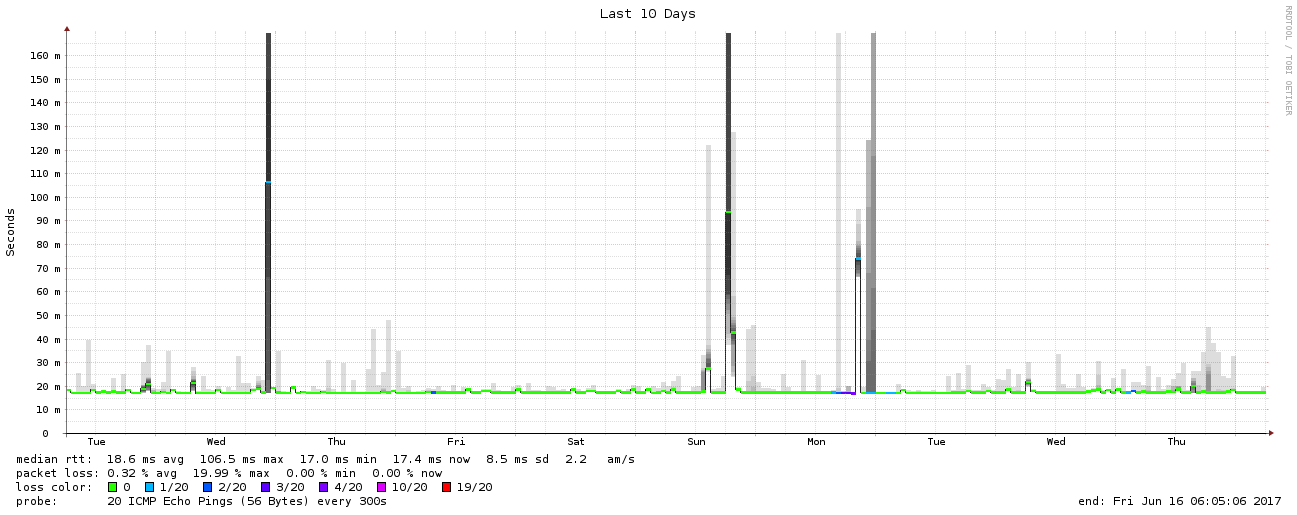 Last 10 Days
RRDTOOL / TOBI OETIKER
Seconds
160 m
150 m
140 m
130 m
120 m
110 m
100 m
90 m
80 m
70 m
60 m
50 m
40 m
30 m
20 m
10 m
0
Tue Wed Thu Fri Sat Sun Mon Tue Wed Thu
median rtt: 18.6 ms avg 106.5 ms max 17.0 ms min 17.4 ms now 8.5 ms sd 2.2 am/s
packet loss: 0.32 % avg 19.99 % max 0.00 % min 0.00 % now
loss color: 0 1/20 2/20 3/20 4/20 10/20 19/20
probe: 20 ICMP Echo Pings (56 Bytes) every 300s end: Fri Jun 16 06:05:06 2017